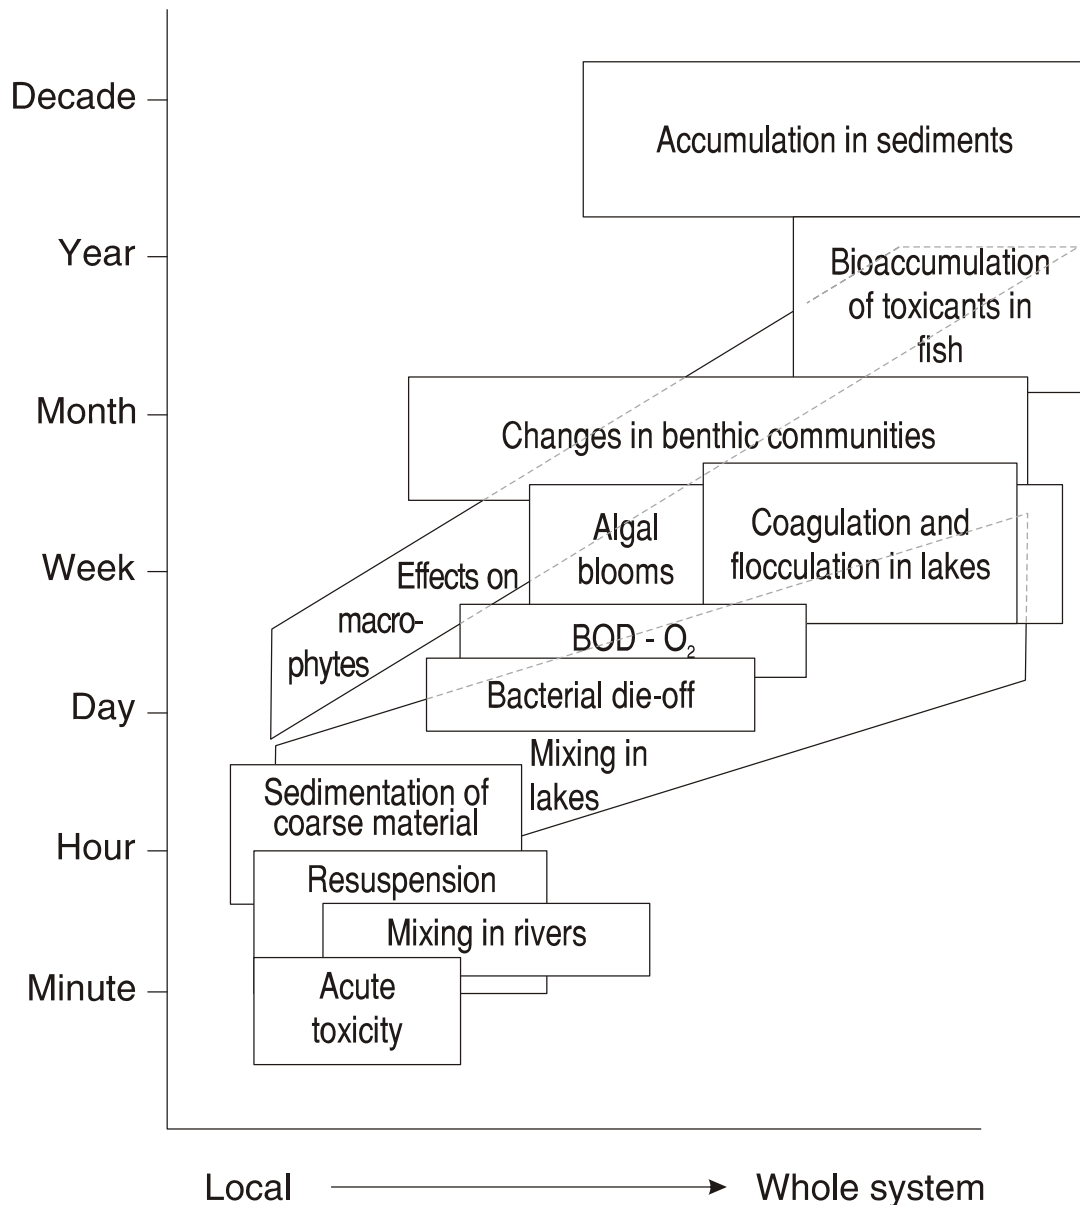 Decade
Accumulation in sediments
Year
Bioaccumulation
of toxicants in
fish
Month
Changes in benthic communities
Algal
blooms
Coagulation and
flocculation in lakes
Week
Effects on
macro-
phytes
BOD - O₂
Bacterial die-off
Day
Mixing in
lakes
Sedimentation of
coarse material
Hour
Resuspension
Mixing in rivers
Minute
Acute
toxicity
Local
Whole system